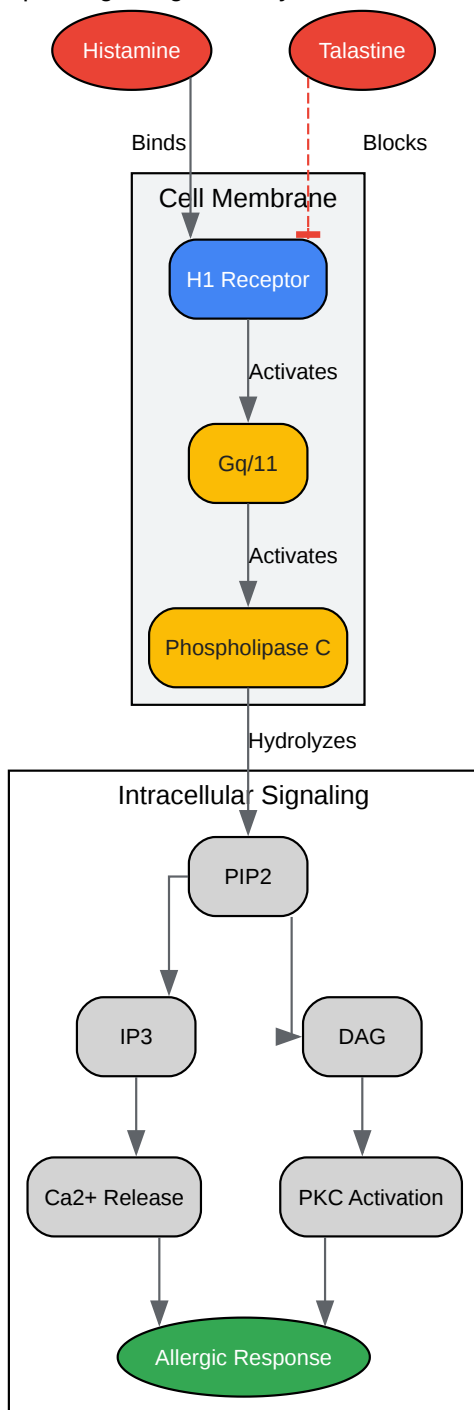 Histamine
Talastine
Binds
Blocks
Cell Membrane
H1 Receptor
Activates
Gq/11
Activates
Phospholipase C
Hydrolyzes
Intracellular Signaling
PIP2
IP3
DAG
Ca2+ Release
PKC Activation
Allergic Response